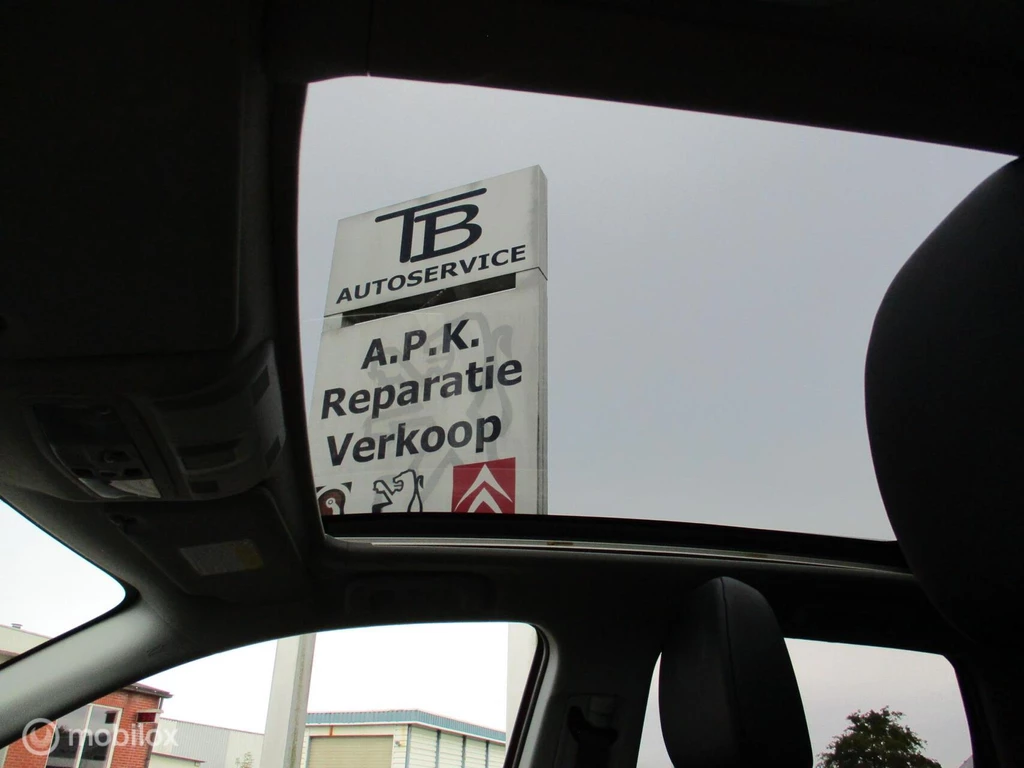 TB
AUTOSERVICE
A.P.K.
Reparatie
Verkoop
mobilox